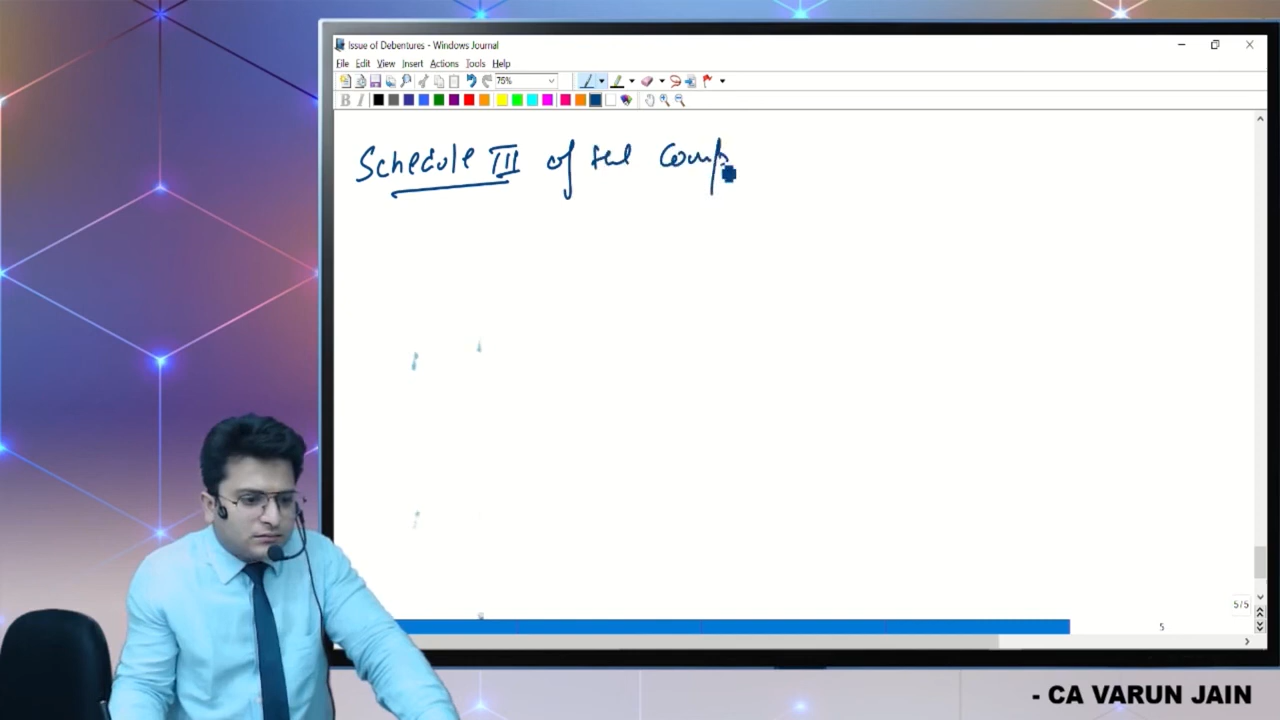 Issue of Debentures - Windows Journal
File Edit View Insert Actions Tools Help
75%
B I
Schedule III of the Comp
5/5
5
- CA VARUN JAIN